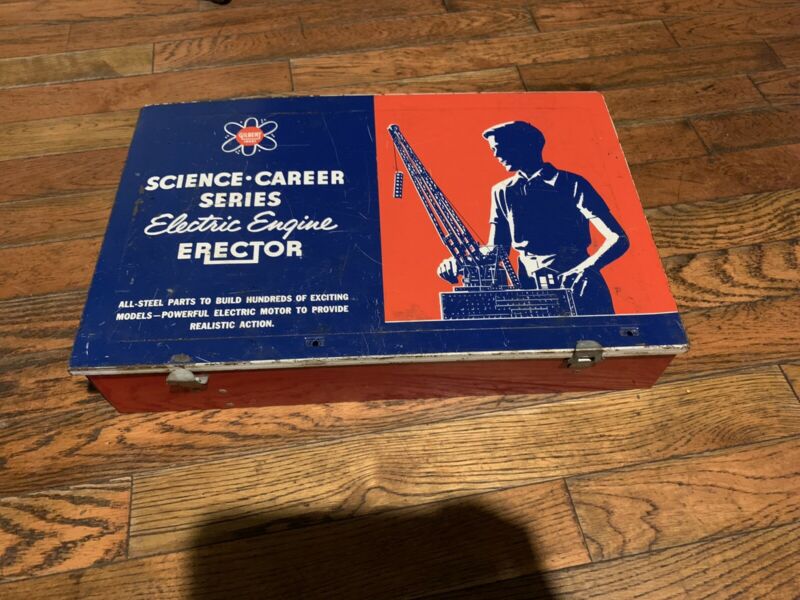 GILBERT
SCIENCE•CAREER
SERIES
Electric Engine
ERECTOR
ALL-STEEL PARTS TO BUILD HUNDREDS OF EXCITING
MODELS—POWERFUL ELECTRIC MOTOR TO PROVIDE
REALISTIC ACTION.